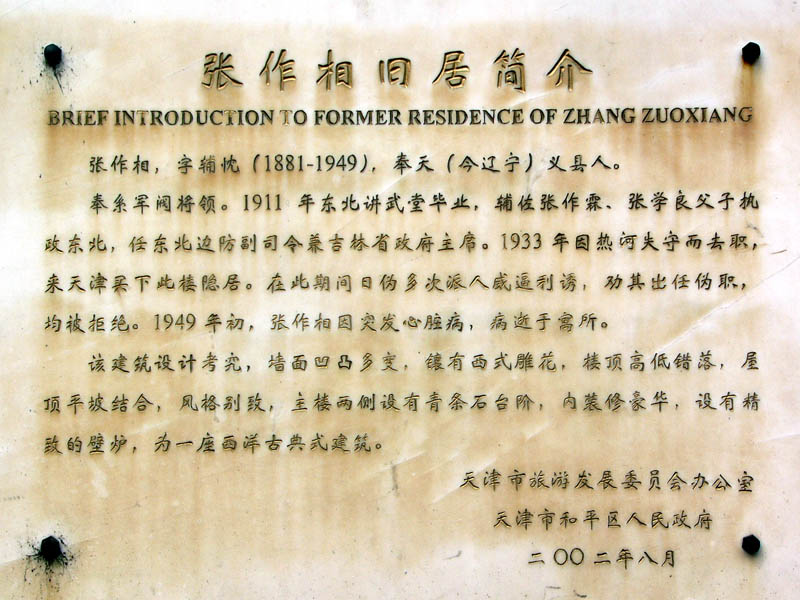 张作相旧居简介
BRIEF INTRODUCTION TO FORMER RESIDENCE OF ZHANG ZUOXIANG
张作相，字辅忱（1881-1949），奉天（今辽宁）义县人。
奉系军阀将领。1911 年东北讲武堂毕业，辅佐张作霖、张学良父子执
政东北，任东北边防副司令兼吉林省政府主席。1933 年因热河失守而去职，
来天津买下此楼隐居。在此期间日伪多次派人威逼利诱，劝其出任伪职，
均被拒绝。1949 年初，张作相因突发心脏病，病逝于寓所。
该建筑设计考究，墙面凹凸多变，镶有西式雕花，楼顶高低错落，屋
顶平坡结合，风格别致，主楼两侧设有青条石台阶，内装修豪华，设有精
致的壁炉，为一座西洋古典式建筑。
天津市旅游发展委员会办公室
天津市和平区人民政府
二〇〇二年八月